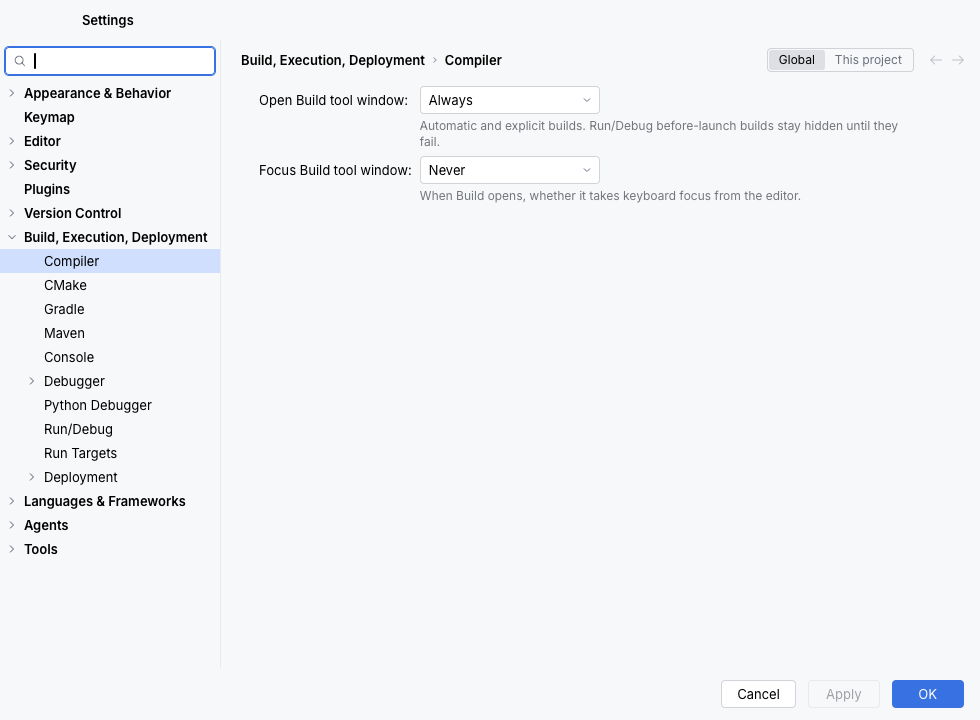 Settings
Build, Execution, Deployment › Compiler
Global
This project
Appearance & Behavior
Keymap
Editor
Security
Plugins
Version Control
Build, Execution, Deployment
Compiler
CMake
Gradle
Maven
Console
Debugger
Python Debugger
Run/Debug
Run Targets
Deployment
Languages & Frameworks
Agents
Tools
Open Build tool window: Always
Automatic and explicit builds. Run/Debug before-launch builds stay hidden until they
fail.
Focus Build tool window: Never
When Build opens, whether it takes keyboard focus from the editor.
Cancel
Apply
OK